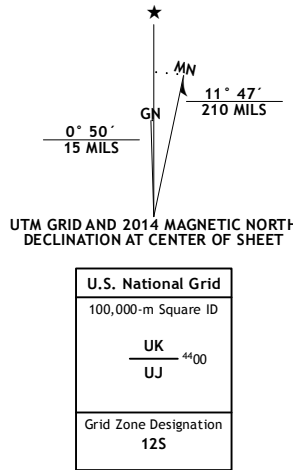 MN
GN
11° 47´
210 MILS
0° 50´
15 MILS
UTM GRID AND 2014 MAGNETIC NORTH
DECLINATION AT CENTER OF SHEET
U.S. National Grid
100,000-m Square ID
UK
4400
UJ
Grid Zone Designation
12S